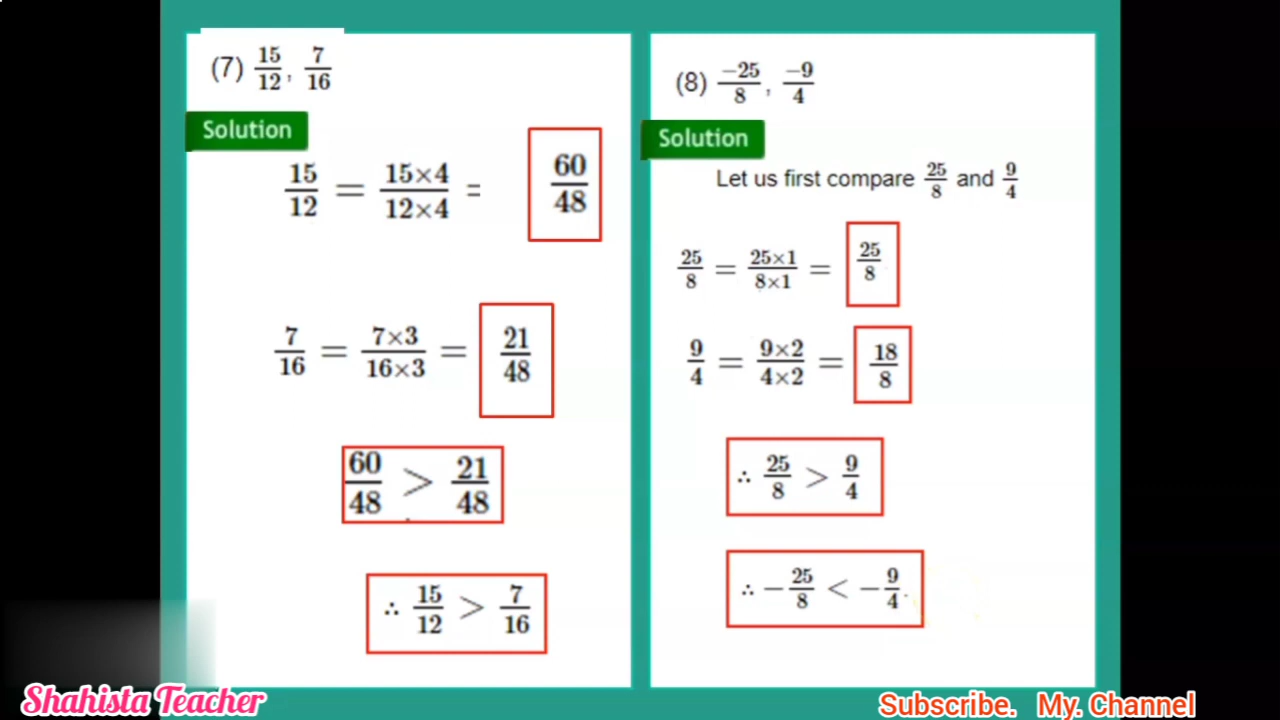 (7) 15/12, 7/16
Solution
15/12 = 15×4/12×4 = 60/48
7/16 = 7×3/16×3 = 21/48
60/48 > 21/48
∴ 15/12 > 7/16
(8) −25/8, −9/4
Solution
Let us first compare 25/8 and 9/4
25/8 = 25×1/8×1 = 25/8
9/4 = 9×2/4×2 = 18/8
∴ 25/8 > 9/4
∴ −25/8 < −9/4.
Shahista Teacher
Subscribe. My. Channel